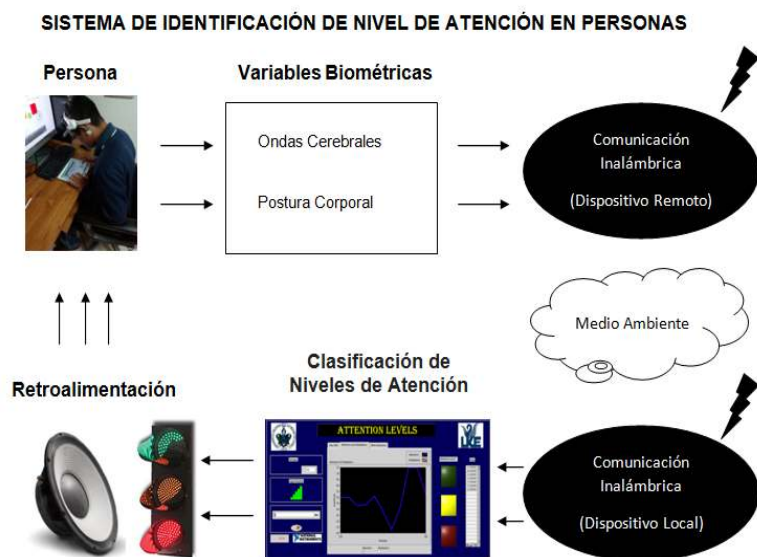 SISTEMA DE IDENTIFICACIÓN DE NIVEL DE ATENCIÓN EN PERSONAS
Persona
Variables Biométricas
Ondas Cerebrales
Postura Corporal
Comunicación
Inalámbrica
(Dispositivo Remoto)
Medio Ambiente
Retroalimentación
Clasificación de
Niveles de Atención
ATTENTION LEVELS
Comunicación
Inalámbrica
(Dispositivo Local)